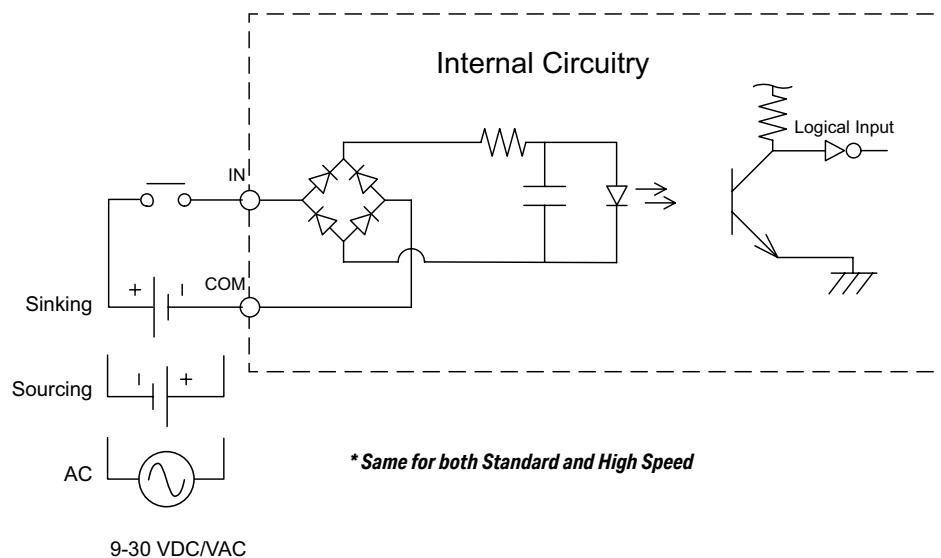 Internal Circuitry
Logical Input
IN
COM
+ −
Sinking
− +
Sourcing
AC
* Same for both Standard and High Speed
9-30 VDC/VAC